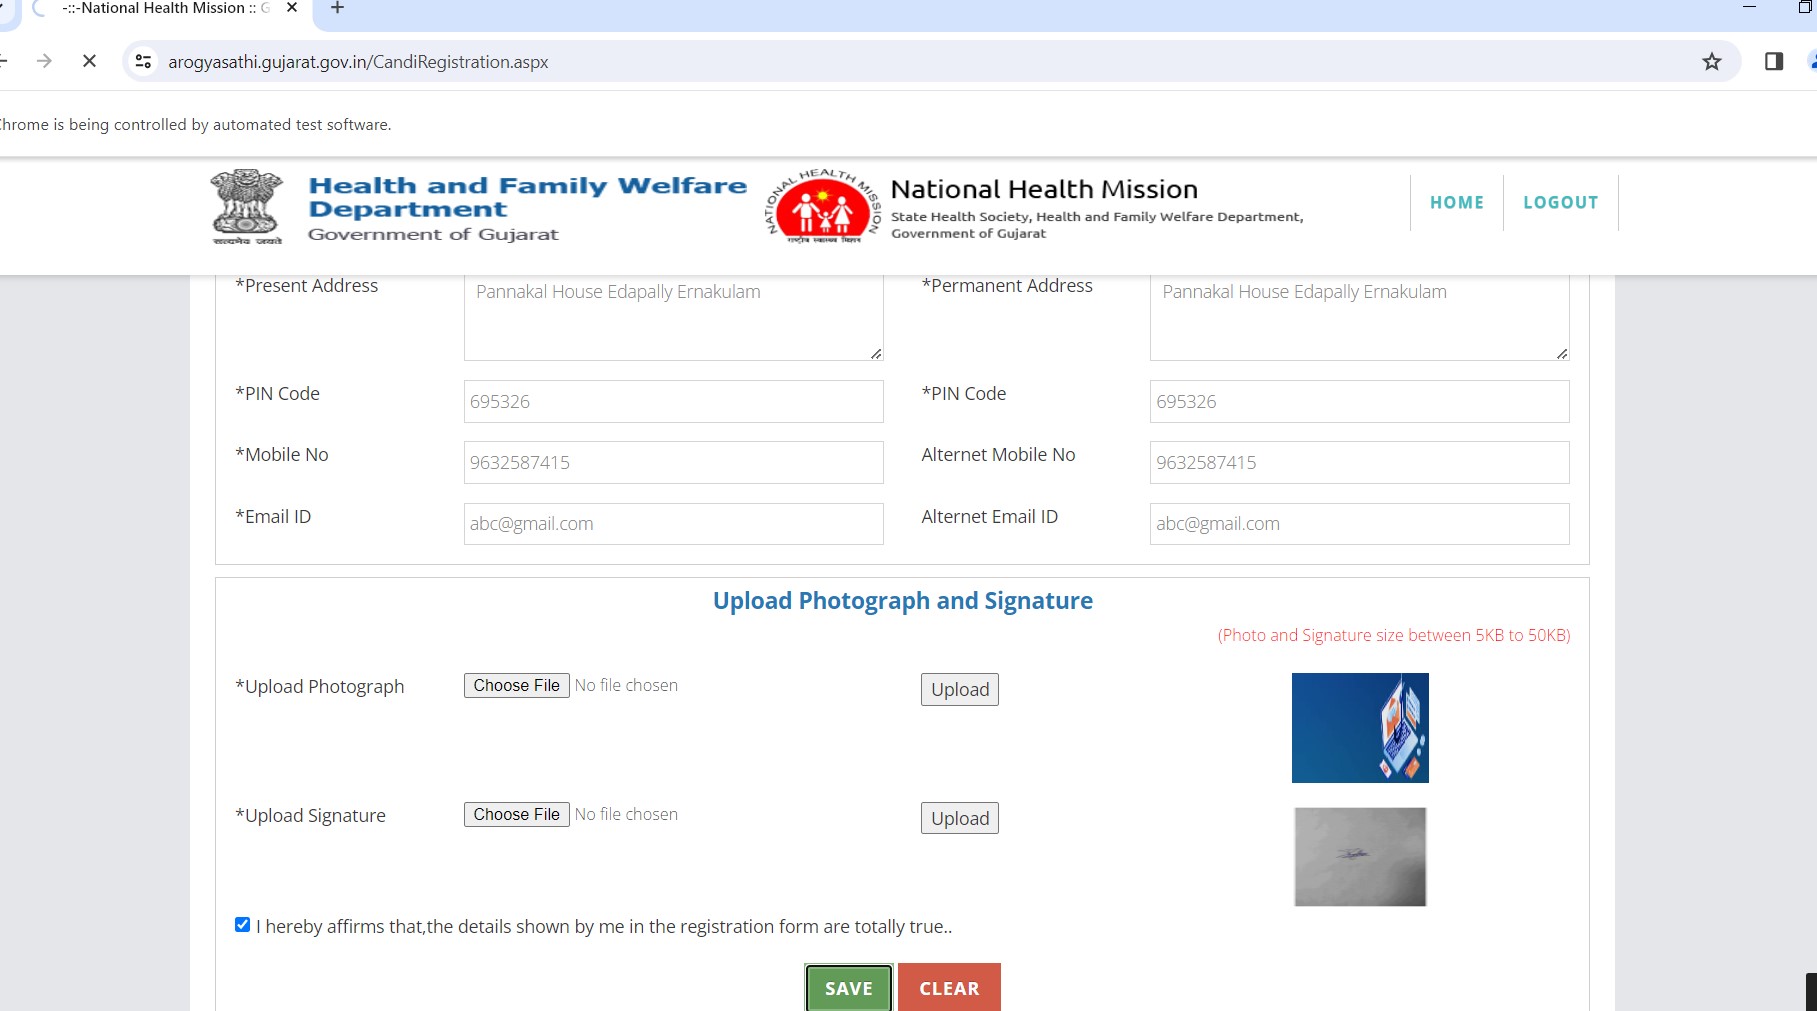 -::-National Health Mission :: G
arogyasathi.gujarat.gov.in/CandiRegistration.aspx
hrome is being controlled by automated test software.
सत्यमेव जयते
Health and Family Welfare
Department
Government of Gujarat
NATIONAL HEALTH MISSION
National Health Mission
State Health Society, Health and Family Welfare Department,
Government of Gujarat
HOME
LOGOUT
*Present Address
Pannakal House Edapally Ernakulam
*Permanent Address
Pannakal House Edapally Ernakulam
*PIN Code
695326
*PIN Code
695326
*Mobile No
9632587415
Alternet Mobile No
9632587415
*Email ID
abc@gmail.com
Alternet Email ID
abc@gmail.com
Upload Photograph and Signature
(Photo and Signature size between 5KB to 50KB)
*Upload Photograph
Choose File No file chosen
Upload
*Upload Signature
Choose File No file chosen
Upload
I hereby affirms that,the details shown by me in the registration form are totally true..
SAVE
CLEAR